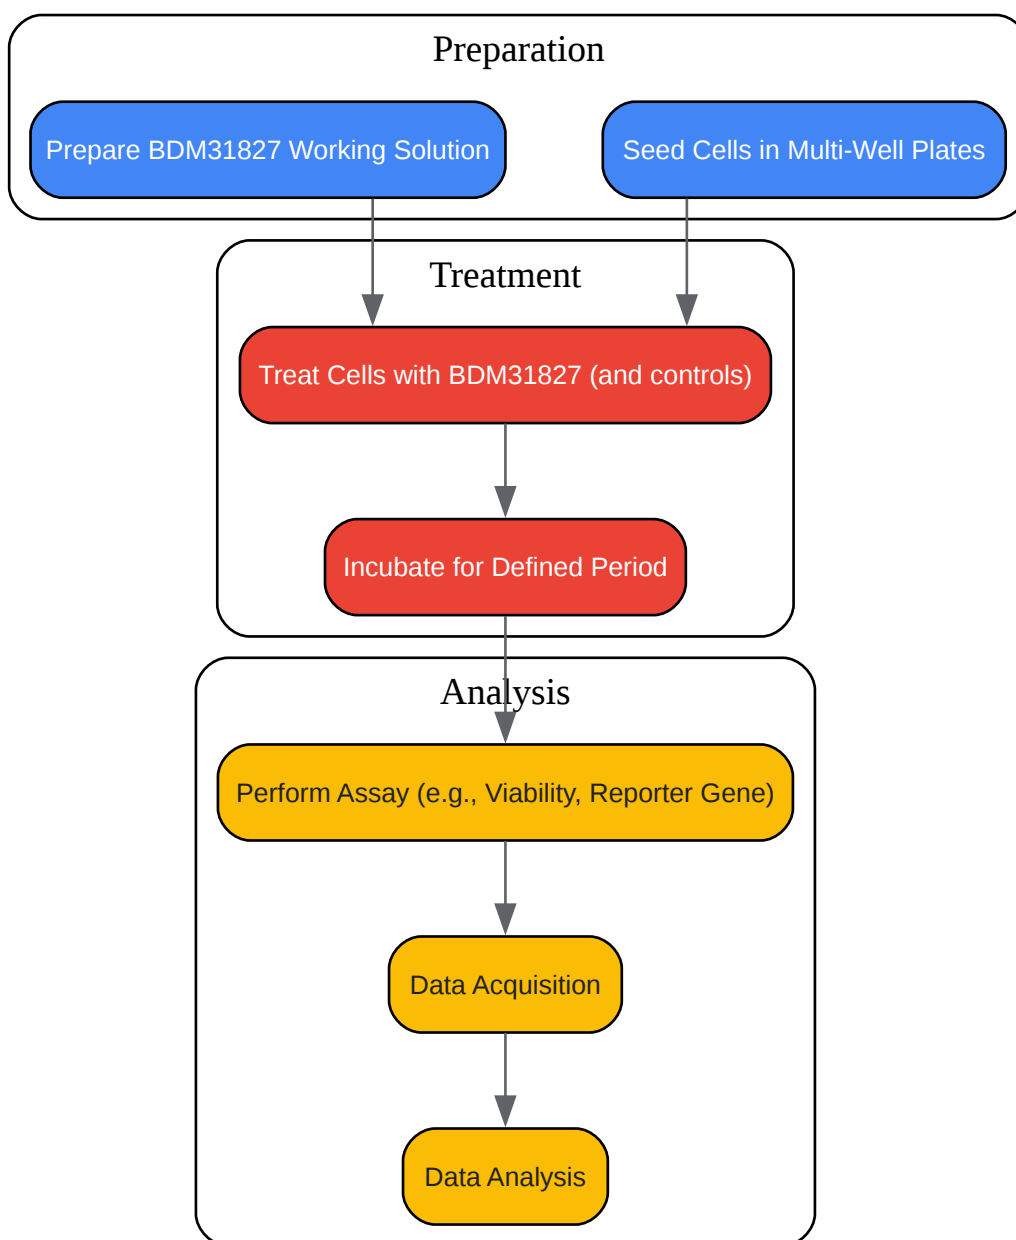 Preparation
Prepare BDM31827 Working Solution
Seed Cells in Multi-Well Plates
Treatment
Treat Cells with BDM31827 (and controls)
Incubate for Defined Period
Analysis
Perform Assay (e.g., Viability, Reporter Gene)
Data Acquisition
Data Analysis